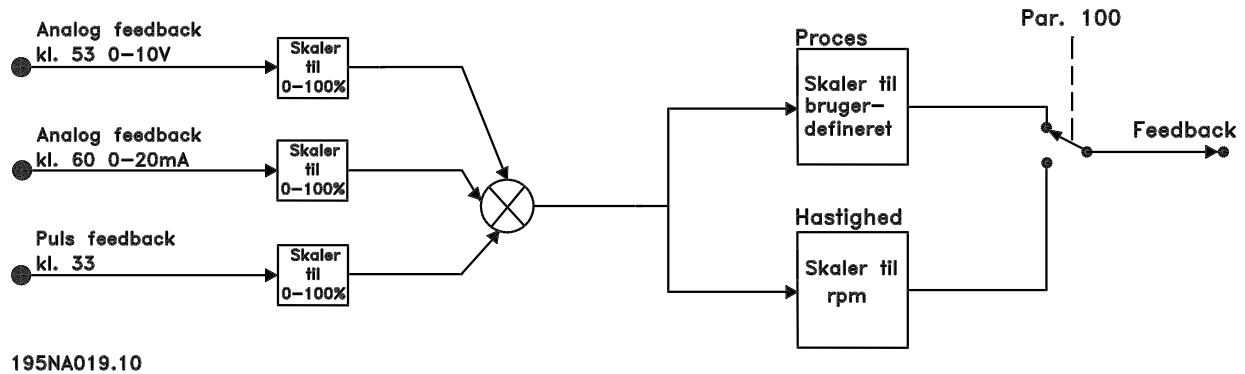 Analog feedback
kl. 53 0-10V
Skaler
til
0-100%
Analog feedback
kl. 60 0-20mA
Skaler
til
0-100%
Puls feedback
kl. 33
Skaler
til
0-100%
Proces
Skaler til
bruger-
defineret
Hastighed
Skaler til
rpm
Par. 100
Feedback
195NA019.10